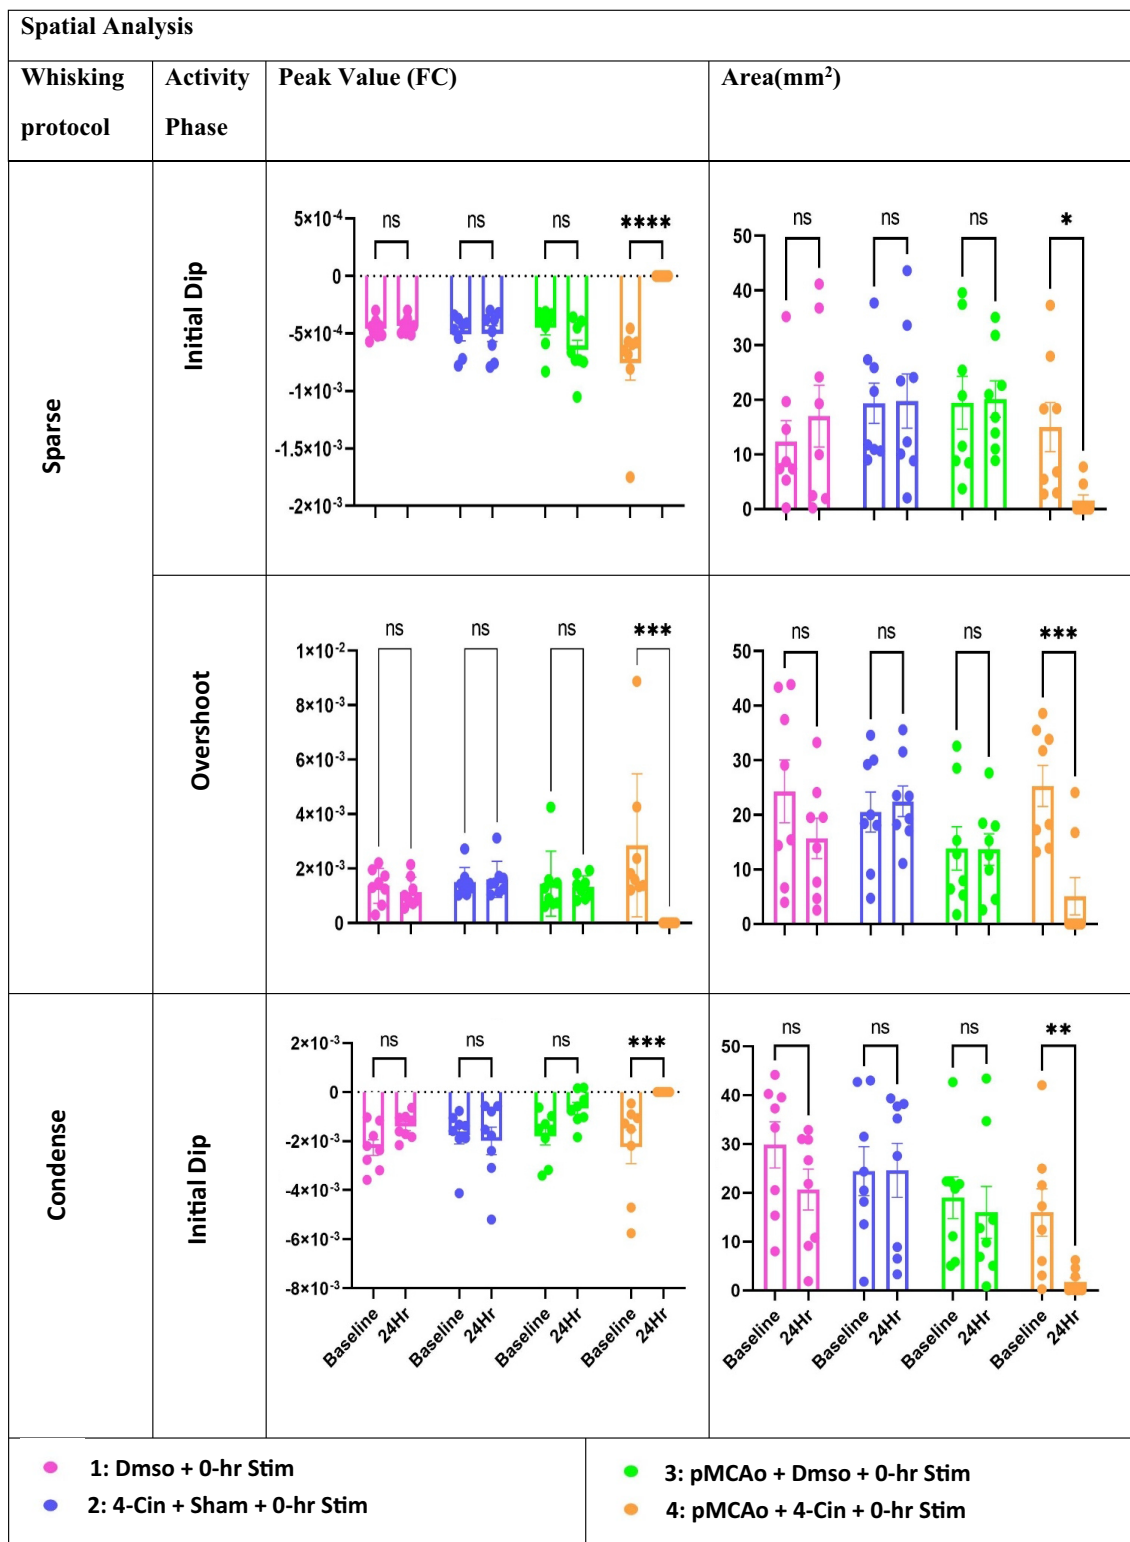 Spatial Analysis
Whisking protocol
Activity Phase
Peak Value (FC)
Area(mm²)
Sparse
Initial Dip
5×10⁻⁴
0
-5×10⁻⁴
-1×10⁻³
-1.5×10⁻³
-2×10⁻³
ns
ns
ns
****
50
40
30
20
10
0
ns
ns
ns
*
Overshoot
1×10⁻²
8×10⁻³
6×10⁻³
4×10⁻³
2×10⁻³
0
ns
ns
ns
***
50
40
30
20
10
0
ns
ns
ns
***
Condense
Initial Dip
2×10⁻³
0
-2×10⁻³
-4×10⁻³
-6×10⁻³
-8×10⁻³
ns
ns
ns
***
Baseline
24Hr
Baseline
24Hr
Baseline
24Hr
Baseline
24Hr
50
40
30
20
10
0
ns
ns
ns
**
Baseline
24Hr
Baseline
24Hr
Baseline
24Hr
Baseline
24Hr
1: Dmso + 0-hr Stim
2: 4-Cin + Sham + 0-hr Stim
3: pMCAo + Dmso + 0-hr Stim
4: pMCAo + 4-Cin + 0-hr Stim